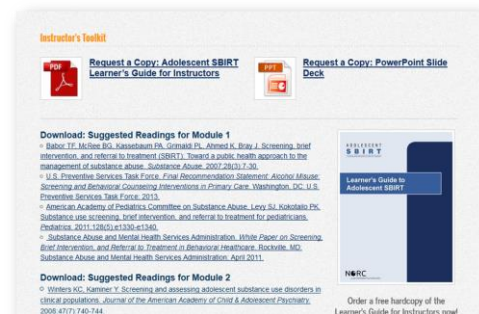 Instructor's Toolkit
PDF
Request a Copy: Adolescent SBIRT
Learner's Guide for Instructors
PPT
Request a Copy: PowerPoint Slide
Deck
Download: Suggested Readings for Module 1
Babor TF, McRee BG, Kassebaum PA, Grimaldi PL, Ahmed K, Bray J. Screening, brief
intervention, and referral to treatment (SBIRT): Toward a public health approach to the
management of substance abuse. Substance Abuse. 2007;28(3):7-30.
U.S. Preventive Services Task Force. Final Recommendation Statement: Alcohol Misuse:
Screening and Behavioral Counseling Interventions in Primary Care. Washington, DC: U.S.
Preventive Services Task Force; 2013.
American Academy of Pediatrics Committee on Substance Abuse, Levy SJ, Kokotailo PK.
Substance use screening, brief intervention, and referral to treatment for pediatricians.
Pediatrics. 2011;128(5):e1330-e1340.
Substance Abuse and Mental Health Services Administration. White Paper on Screening,
Brief Intervention, and Referral to Treatment in Behavioral Healthcare. Rockville, MD:
Substance Abuse and Mental Health Services Administration. April 2011.
Download: Suggested Readings for Module 2
Winters KC, Kaminer Y. Screening and assessing adolescent substance use disorders in
clinical populations. Journal of the American Academy of Child & Adolescent Psychiatry.
2008;47(7):740-744
ADOLESCENT
SBIRT
Learner's Guide to
Adolescent SBIRT
NORC
Order a free hardcopy of the
Learner's Guide for Instructors now!